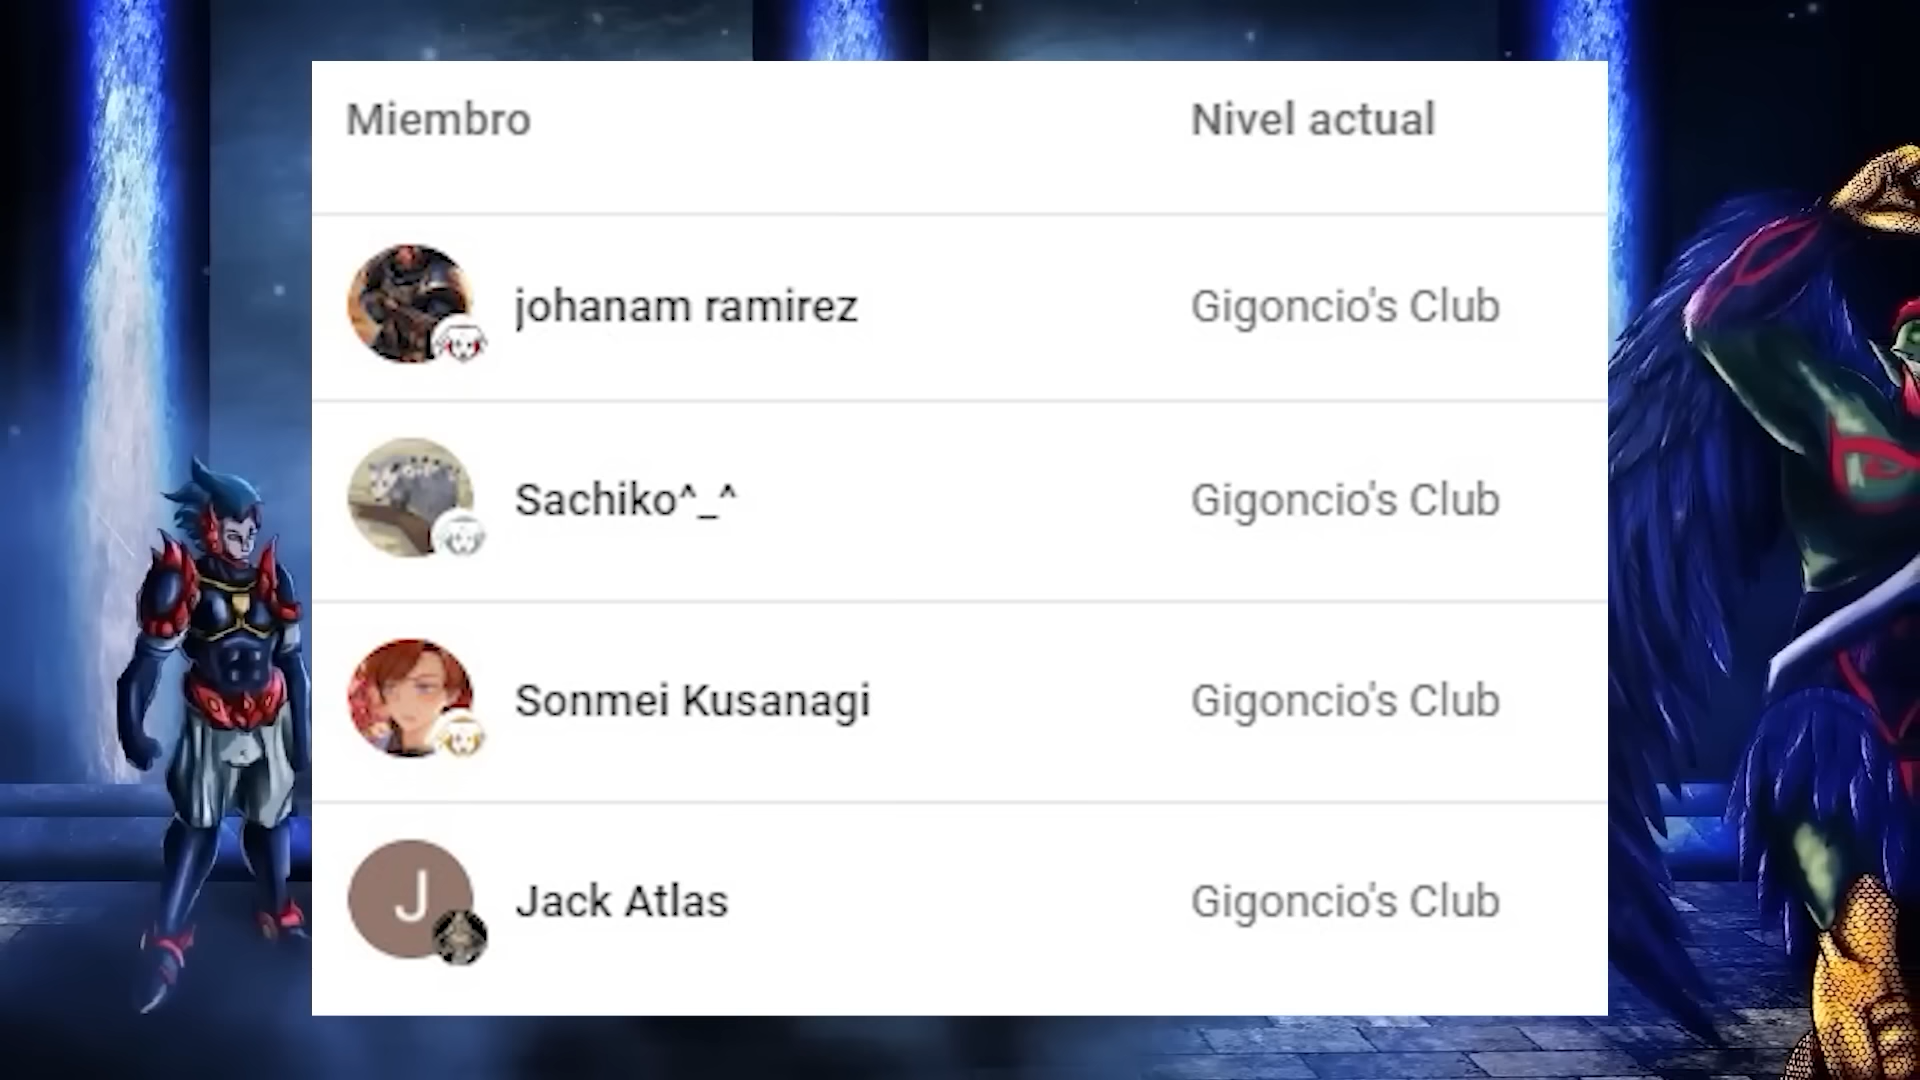 Miembro Nivel actual
johanam ramirez Gigoncio's Club
Sachiko^_^ Gigoncio's Club
Sonmei Kusanagi Gigoncio's Club
J Jack Atlas Gigoncio's Club